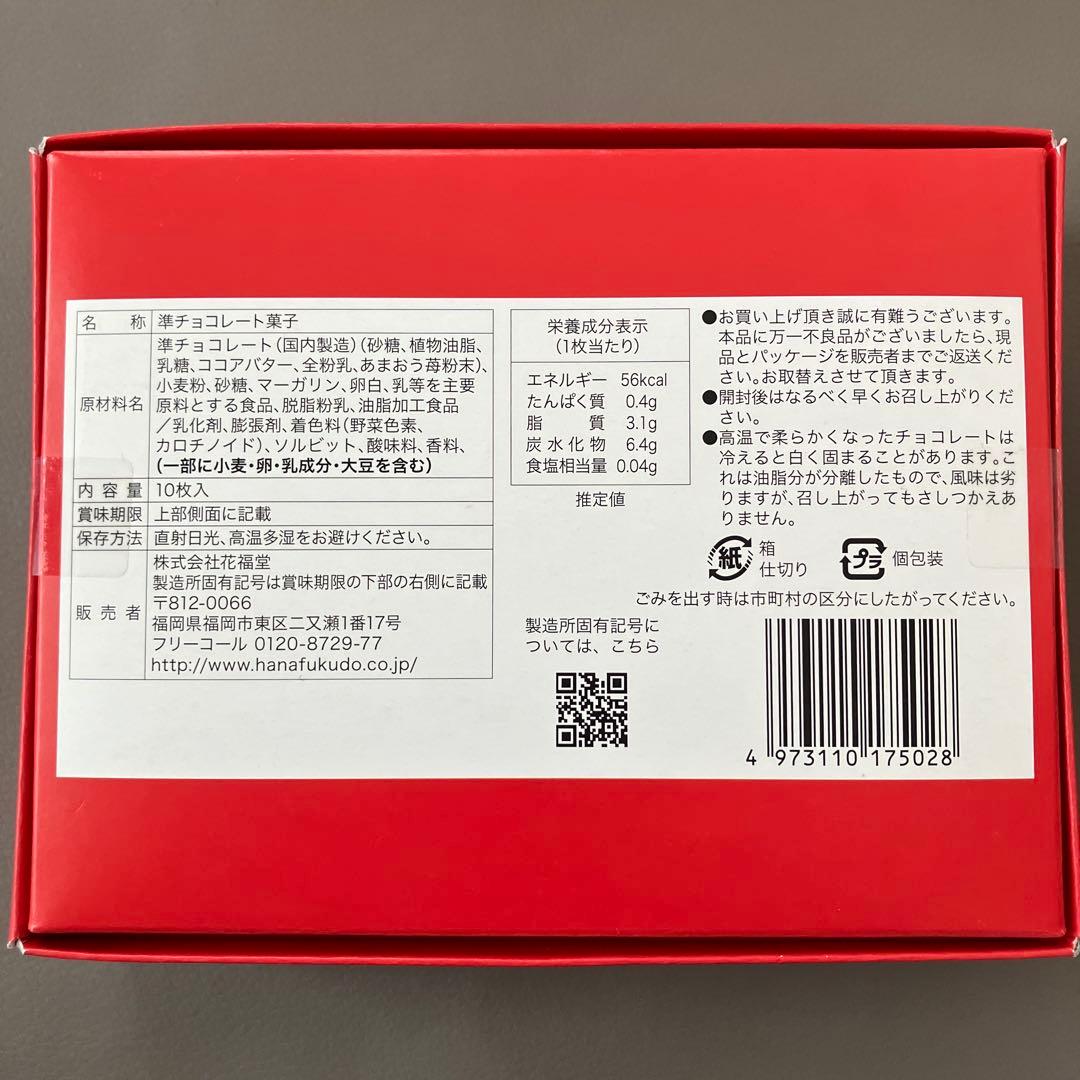 名称 準チョコレート菓子
原材料名
準チョコレート(国内製造)(砂糖、植物油脂、
乳糖、ココアバター、全粉乳、あまおう苺粉末)、
小麦粉、砂糖、マーガリン、卵白、乳等を主要
原料とする食品、脱脂粉乳、油脂加工食品
/乳化剤、膨張剤、着色料(野菜色素、
カロチノイド)、ソルビット、酸味料、香料、
(一部に小麦・卵・乳成分・大豆を含む)
内容量 10枚入
賞味期限 上部側面に記載
保存方法 直射日光、高温多湿をお避けください。
販売者
株式会社花福堂
製造所固有記号は賞味期限の下部の右側に記載
〒812-0066
福岡県福岡市東区二又瀬1番17号
フリーコール 0120-8729-77
http://www.hanafukudo.co.jp/
栄養成分表示
(1枚当たり)
エネルギー 56kcal
たんぱく質 0.4g
脂質 3.1g
炭水化物 6.4g
食塩相当量 0.04g
推定値
製造所固有記号に
ついては、こちら
●お買い上げ頂き誠に有難うございます。
本品に万一不良品がございましたら、現
品とパッケージを販売者までご返送くだ
さい。お取替えさせて頂きます。
●開封後はなるべく早くお召し上がりくだ
さい。
●高温で柔らかくなったチョコレートは
冷えると白く固まることがあります。こ
れは油脂分が分離したもので、風味は劣
りますが、召し上がってもさしつかえあ
りません。
紙 箱
仕切り
プラ 個包装
ごみを出す時は市町村の区分にしたがってください。
4 973110 175028